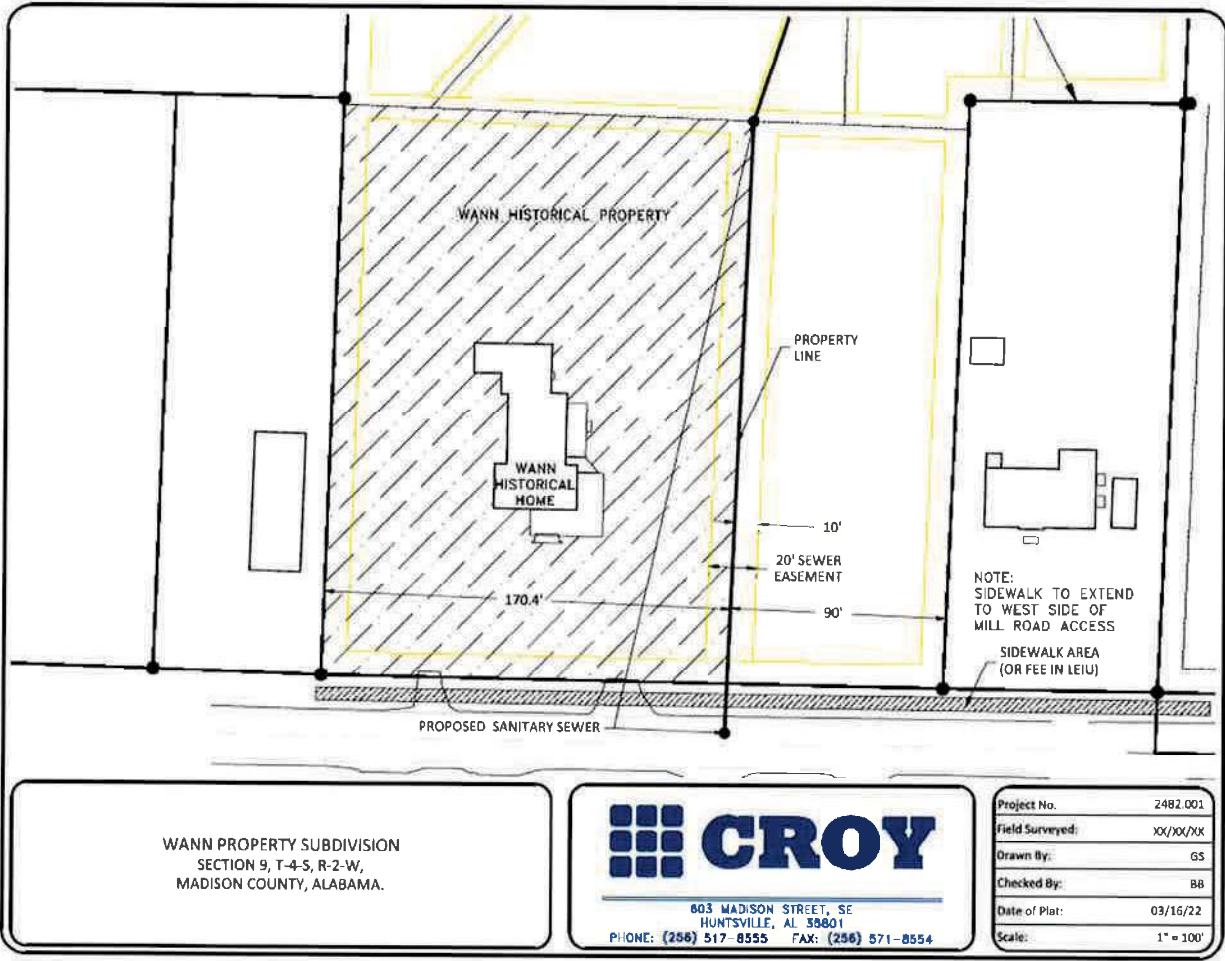 WANN HISTORICAL PROPERTY
PROPERTY
LINE
WANN
HISTORICAL
HOME
10'
20' SEWER
EASEMENT
170.4'
90'
NOTE:
SIDEWALK TO EXTEND
TO WEST SIDE OF
MILL ROAD ACCESS
SIDEWALK AREA
(OR FEE IN LEIU)
PROPOSED SANITARY SEWER
WANN PROPERTY SUBDIVISION
SECTION 9, T-4-S, R-2-W,
MADISON COUNTY, ALABAMA.
CROY
603 MADISON STREET, SE
HUNTSVILLE, AL 35801
PHONE: (256) 517-8555 FAX: (256) 571-8554
Project No. 2482.001
Field Surveyed: XX/XX/XX
Drawn By: GS
Checked By: BB
Date of Plat: 03/16/22
Scale: 1" = 100'